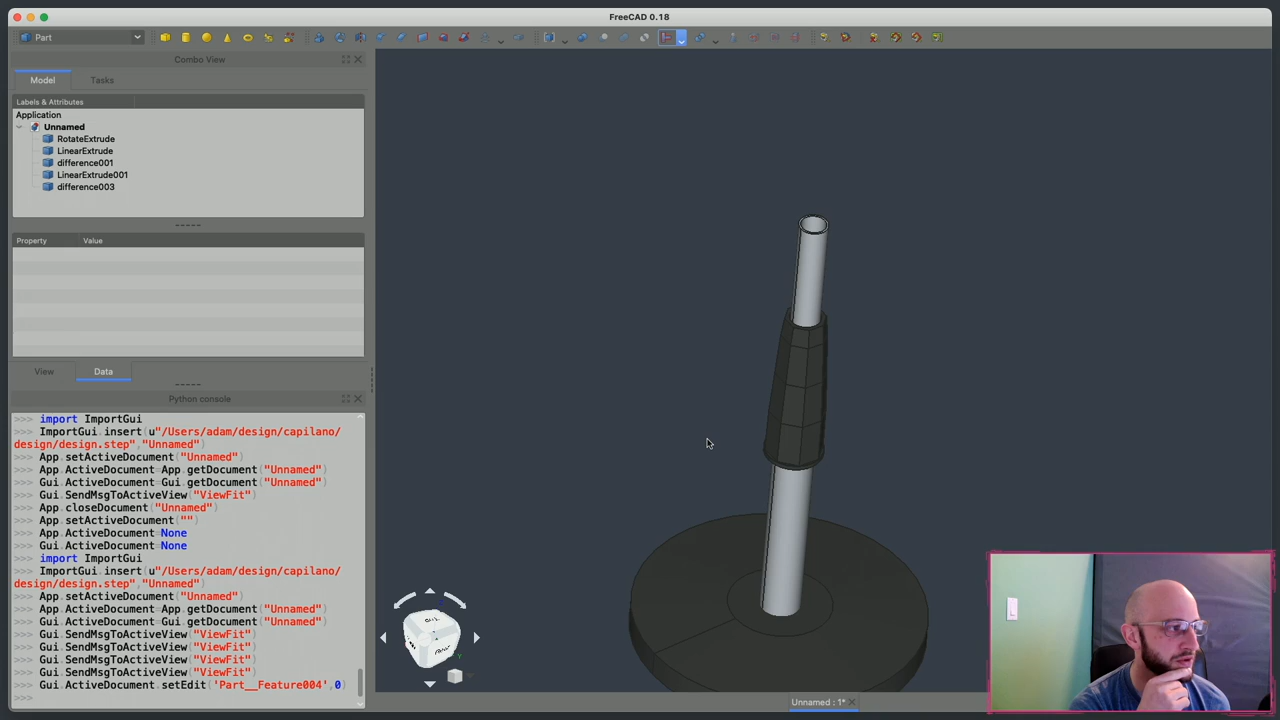 FreeCAD 0.18
Part
Combo View
Model Tasks
Labels & Attributes
Application
Unnamed
RotateExtrude
LinearExtrude
difference001
LinearExtrude001
difference003
Property Value
View Data
Python console
>>> import ImportGui
>>> ImportGui.insert(u"/Users/adam/design/capilano/
design/design.step","Unnamed")
>>> App.setActiveDocument("Unnamed")
>>> App.ActiveDocument=App.getDocument("Unnamed")
>>> Gui.ActiveDocument=Gui.getDocument("Unnamed")
>>> Gui.SendMsgToActiveView("ViewFit")
>>> App.closeDocument("Unnamed")
>>> App.setActiveDocument("")
>>> App.ActiveDocument=None
>>> Gui.ActiveDocument=None
>>> import ImportGui
>>> ImportGui.insert(u"/Users/adam/design/capilano/
design/design.step","Unnamed")
>>> App.setActiveDocument("Unnamed")
>>> App.ActiveDocument=App.getDocument("Unnamed")
>>> Gui.ActiveDocument=Gui.getDocument("Unnamed")
>>> Gui.SendMsgToActiveView("ViewFit")
>>> Gui.SendMsgToActiveView("ViewFit")
>>> Gui.SendMsgToActiveView("ViewFit")
>>> Gui.SendMsgToActiveView("ViewFit")
>>> Gui.ActiveDocument.setEdit('Part__Feature004',0)
>>>
Unnamed : 1*